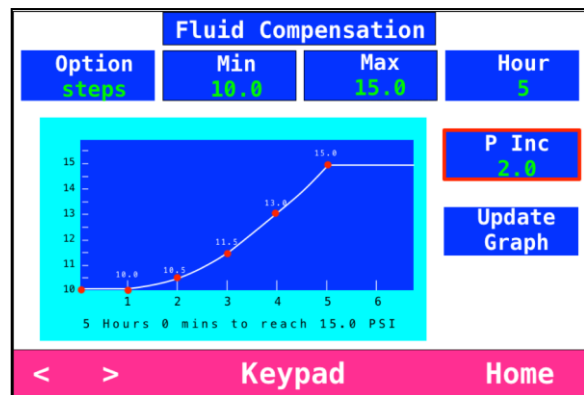 Fluid Compensation
Option Min Max Hour
steps 10.0 15.0 5
P Inc
2.0
Update
Graph
15.0
15
14
13.0
13
12
11.5
11
10.5
10.0
10
1 2 3 4 5 6
5 Hours 0 mins to reach 15.0 PSI
< > Keypad Home